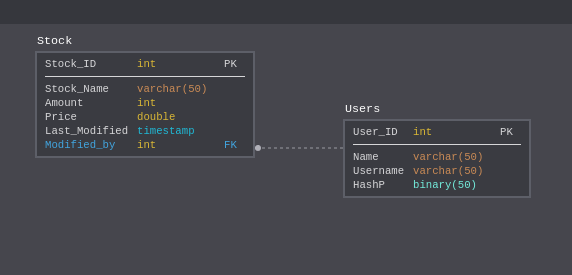 Stock
Stock_ID int PK
Stock_Name varchar(50)
Amount int
Price double
Last_Modified timestamp
Modified_by int FK
Users
User_ID int PK
Name varchar(50)
Username varchar(50)
HashP binary(50)